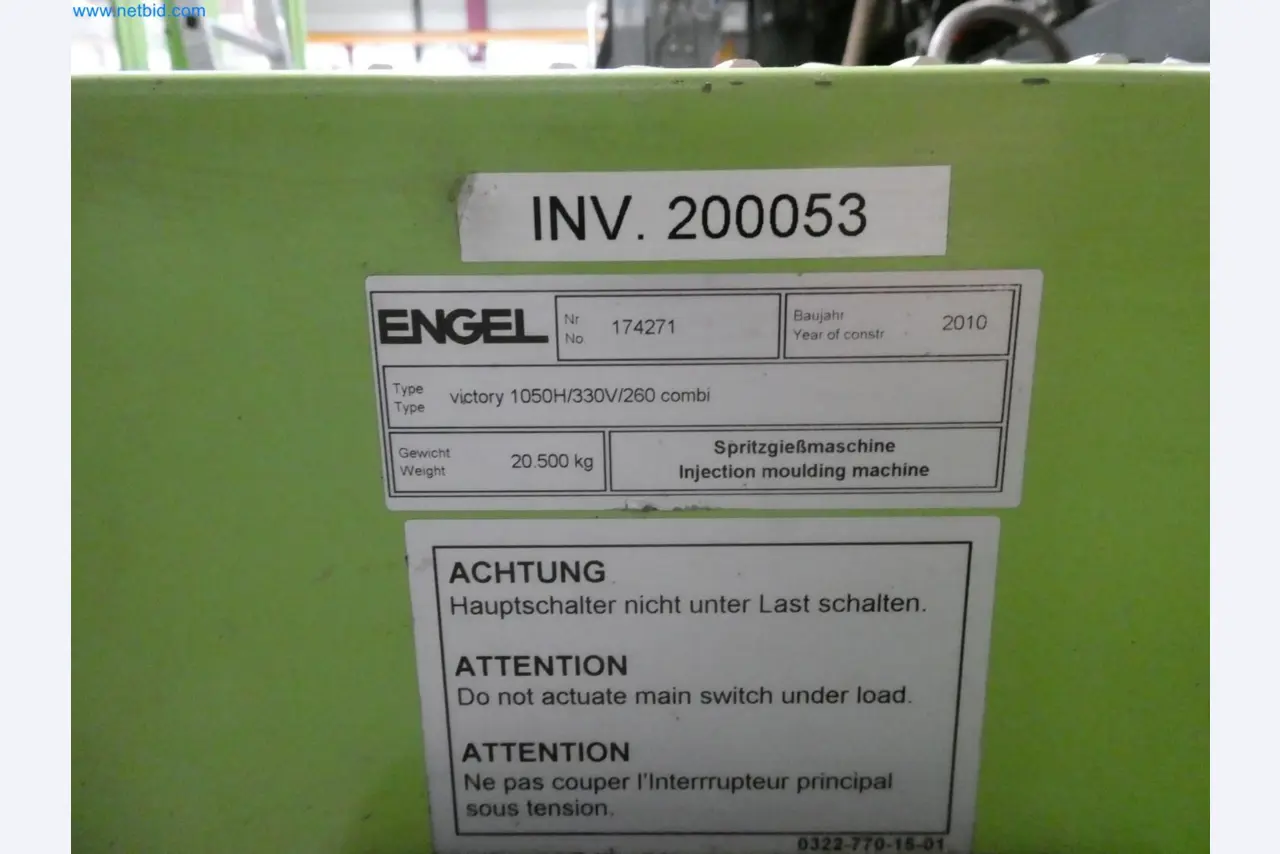 www.netbid.com
INV. 200053
ENGEL
Nr
No
174271
Baujahr
Year of constr
2010
Type
Type
victory 1050H/330V/260 combi
Gewicht
Weight
20.500 kg
Spritzgießmaschine
Injection moulding machine
ACHTUNG
Hauptschalter nicht unter Last schalten.
ATTENTION
Do not actuate main switch under load.
ATTENTION
Ne pas couper l'Interrrupteur principal
sous tension.
0322-770-15-01